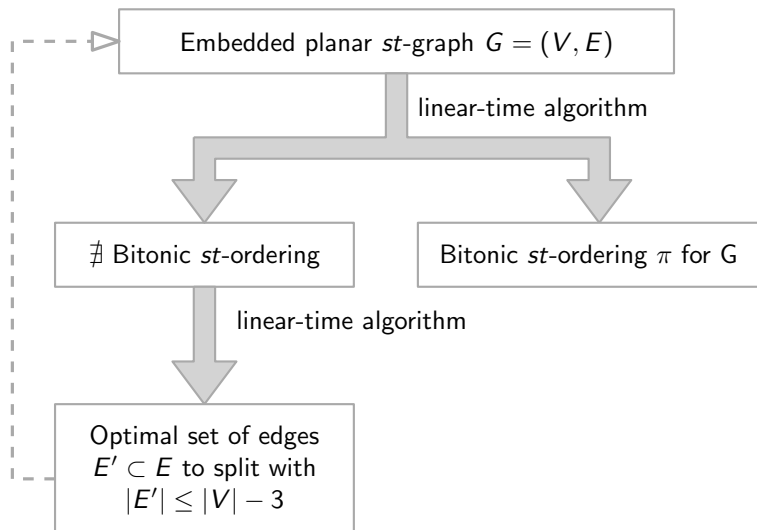 Embedded planar st-graph G = (V, E)
linear-time algorithm
∄ Bitonic st-ordering
Bitonic st-ordering π for G
linear-time algorithm
Optimal set of edges
E′ ⊂ E to split with
|E′| ≤ |V| − 3